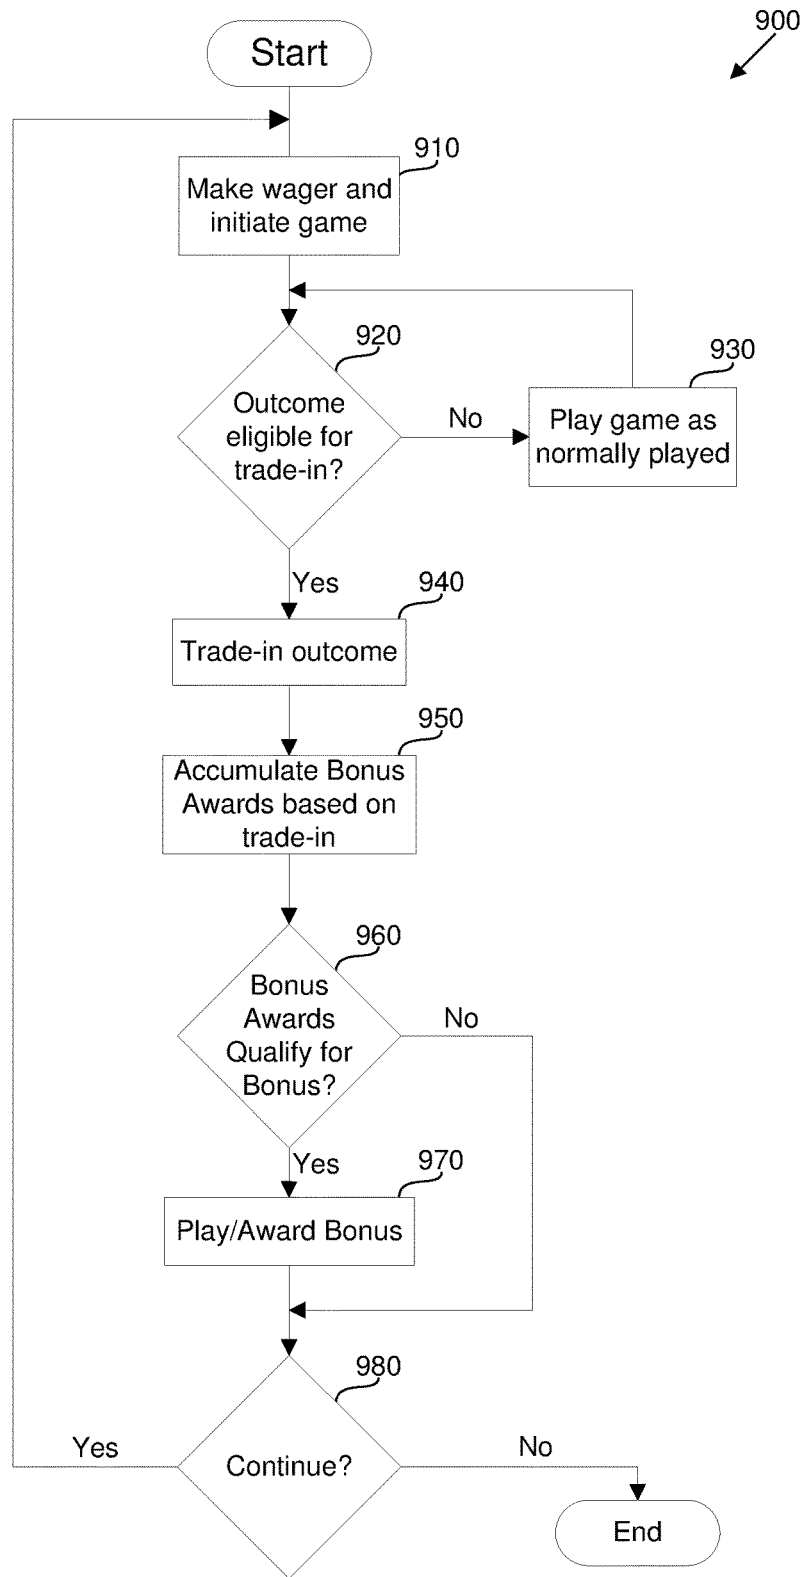 900
Start
910
Make wager and
initiate game
920
Outcome
eligible for
trade-in?
No
930
Play game as
normally played
Yes
940
Trade-in outcome
950
Accumulate Bonus
Awards based on
trade-in
960
Bonus
Awards
Qualify for
Bonus?
No
Yes
970
Play/Award Bonus
980
Continue?
Yes
No
End